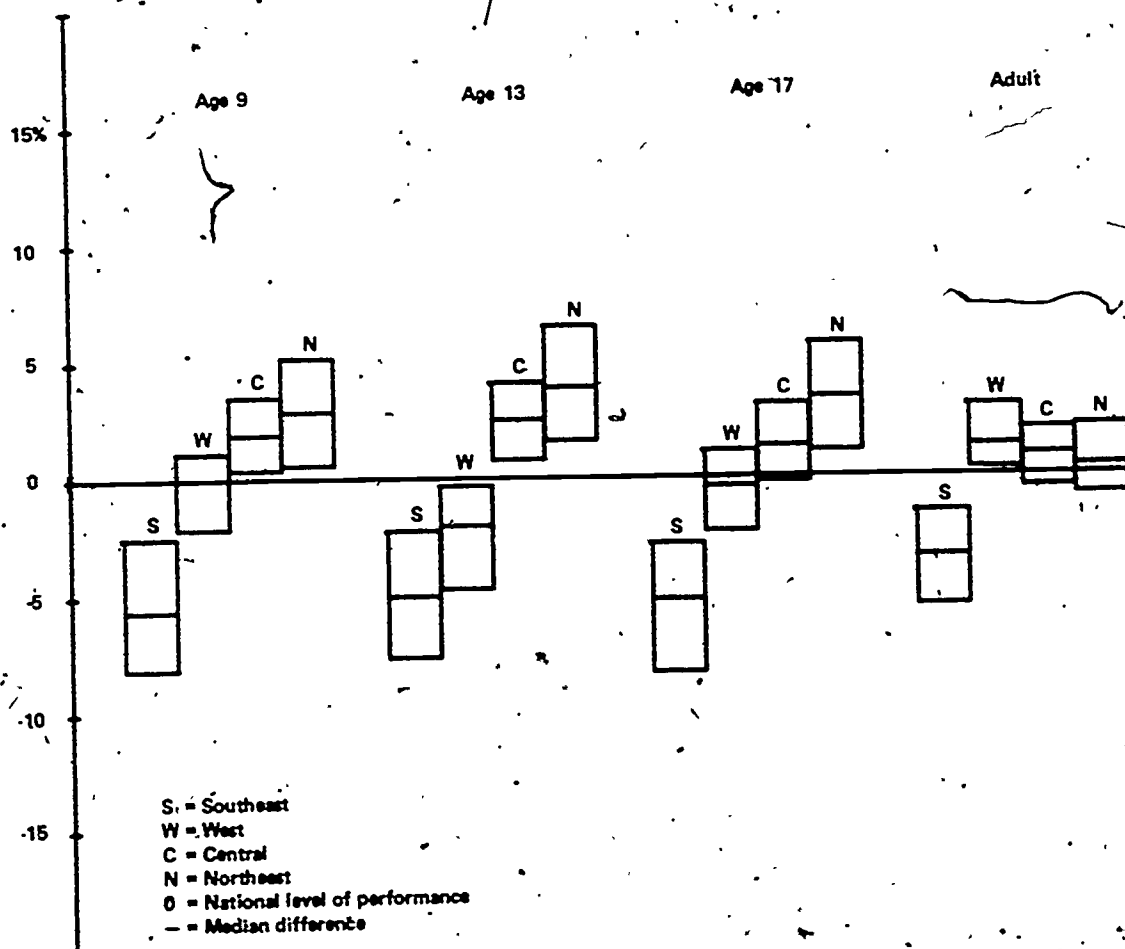 Age 9 Age 13 Age 17 Adult
15%
10
5
0
-5
-10
-15
S W C N
S W C N
S W C N
S W C N
S = Southeast
W = West
C = Central
N = Northeast
0 = National level of performance
— = Median difference